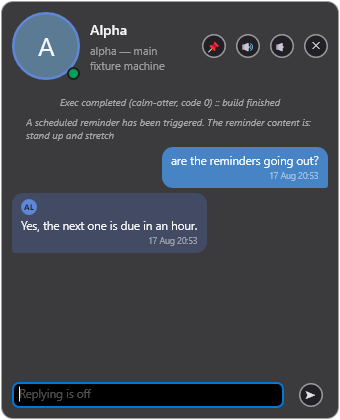 A
Alpha
alpha — main
fixture machine
Exec completed (calm-otter, code 0) :: build finished
A scheduled reminder has been triggered. The reminder content is:
stand up and stretch
are the reminders going out?
17 Aug 20:53
AL
Yes, the next one is due in an hour.
17 Aug 20:53
Replying is off